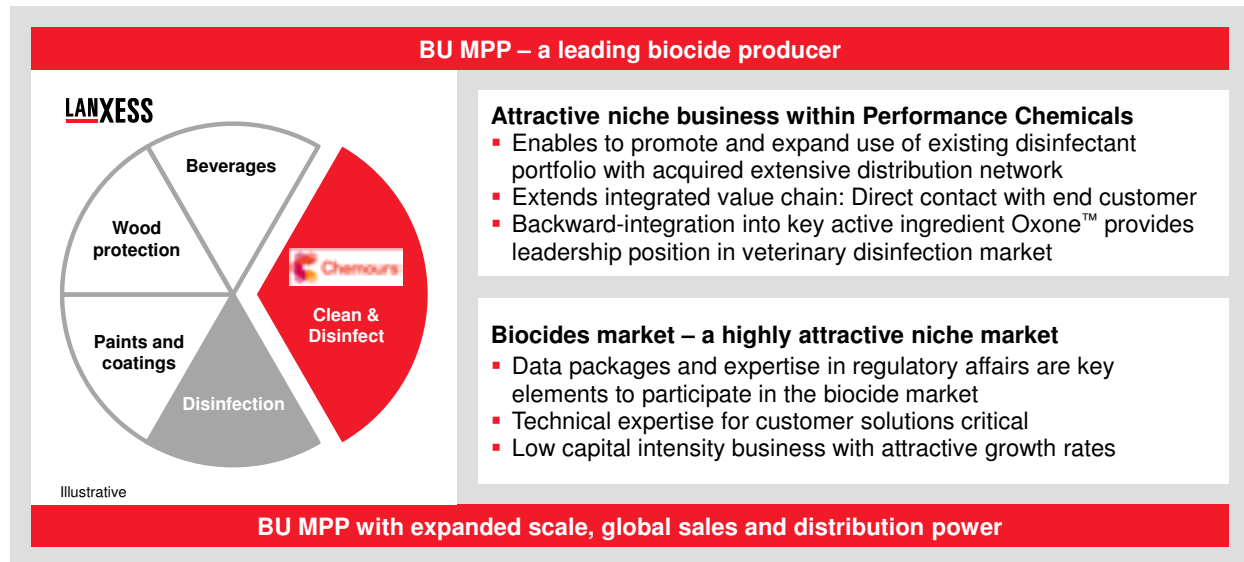 BU MPP – a leading biocide producer
LANXESS
Beverages
Wood
protection
Chemours
Clean &
Disinfect
Paints and
coatings
Disinfection
Illustrative
Attractive niche business within Performance Chemicals
▪ Enables to promote and expand use of existing disinfectant
portfolio with acquired extensive distribution network
▪ Extends integrated value chain: Direct contact with end customer
▪ Backward-integration into key active ingredient Oxone™ provides
leadership position in veterinary disinfection market
Biocides market – a highly attractive niche market
▪ Data packages and expertise in regulatory affairs are key
elements to participate in the biocide market
▪ Technical expertise for customer solutions critical
▪ Low capital intensity business with attractive growth rates
BU MPP with expanded scale, global sales and distribution power